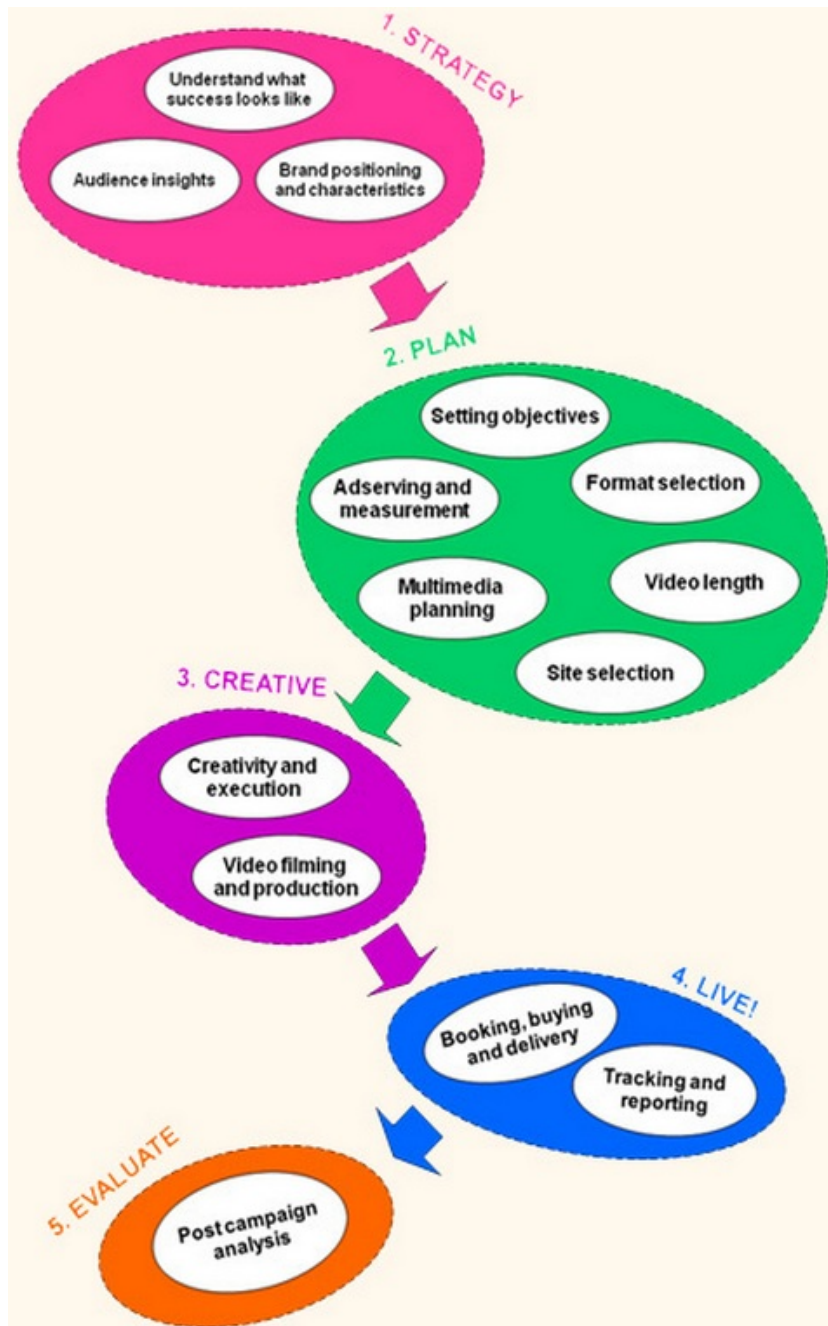 1. STRATEGY
Understand what
success looks like
Audience insights
Brand positioning
and characteristics
2. PLAN
Setting objectives
Adserving and
measurement
Format selection
Multimedia
planning
Video length
Site selection
3. CREATIVE
Creativity and
execution
Video filming
and production
4. LIVE!
Booking, buying
and delivery
Tracking and
reporting
5. EVALUATE
Post campaign
analysis